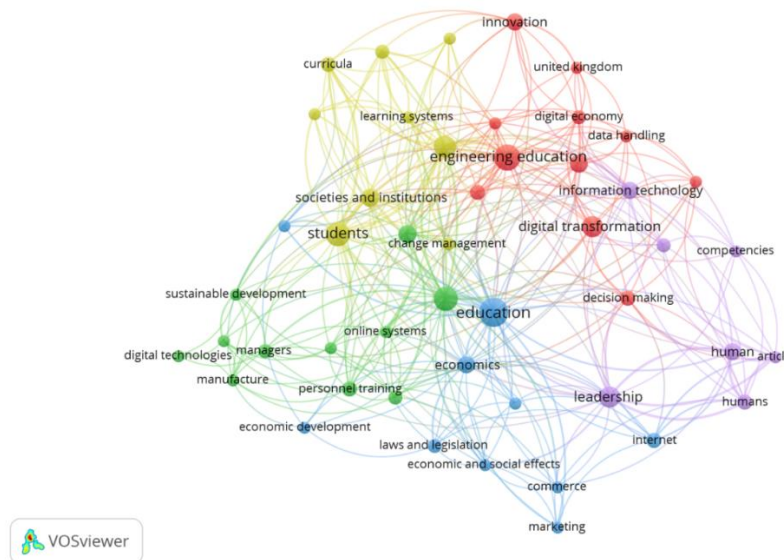 innovation
united kingdom
curricula
learning systems
digital economy
data handling
engineering education
information technology
societies and institutions
students
change management
digital transformation
competencies
sustainable development
decision making
education
online systems
digital technologies
managers
manufacture
personnel training
economics
human
articl
leadership
humans
economic development
laws and legislation
internet
economic and social effects
commerce
marketing
VOSviewer